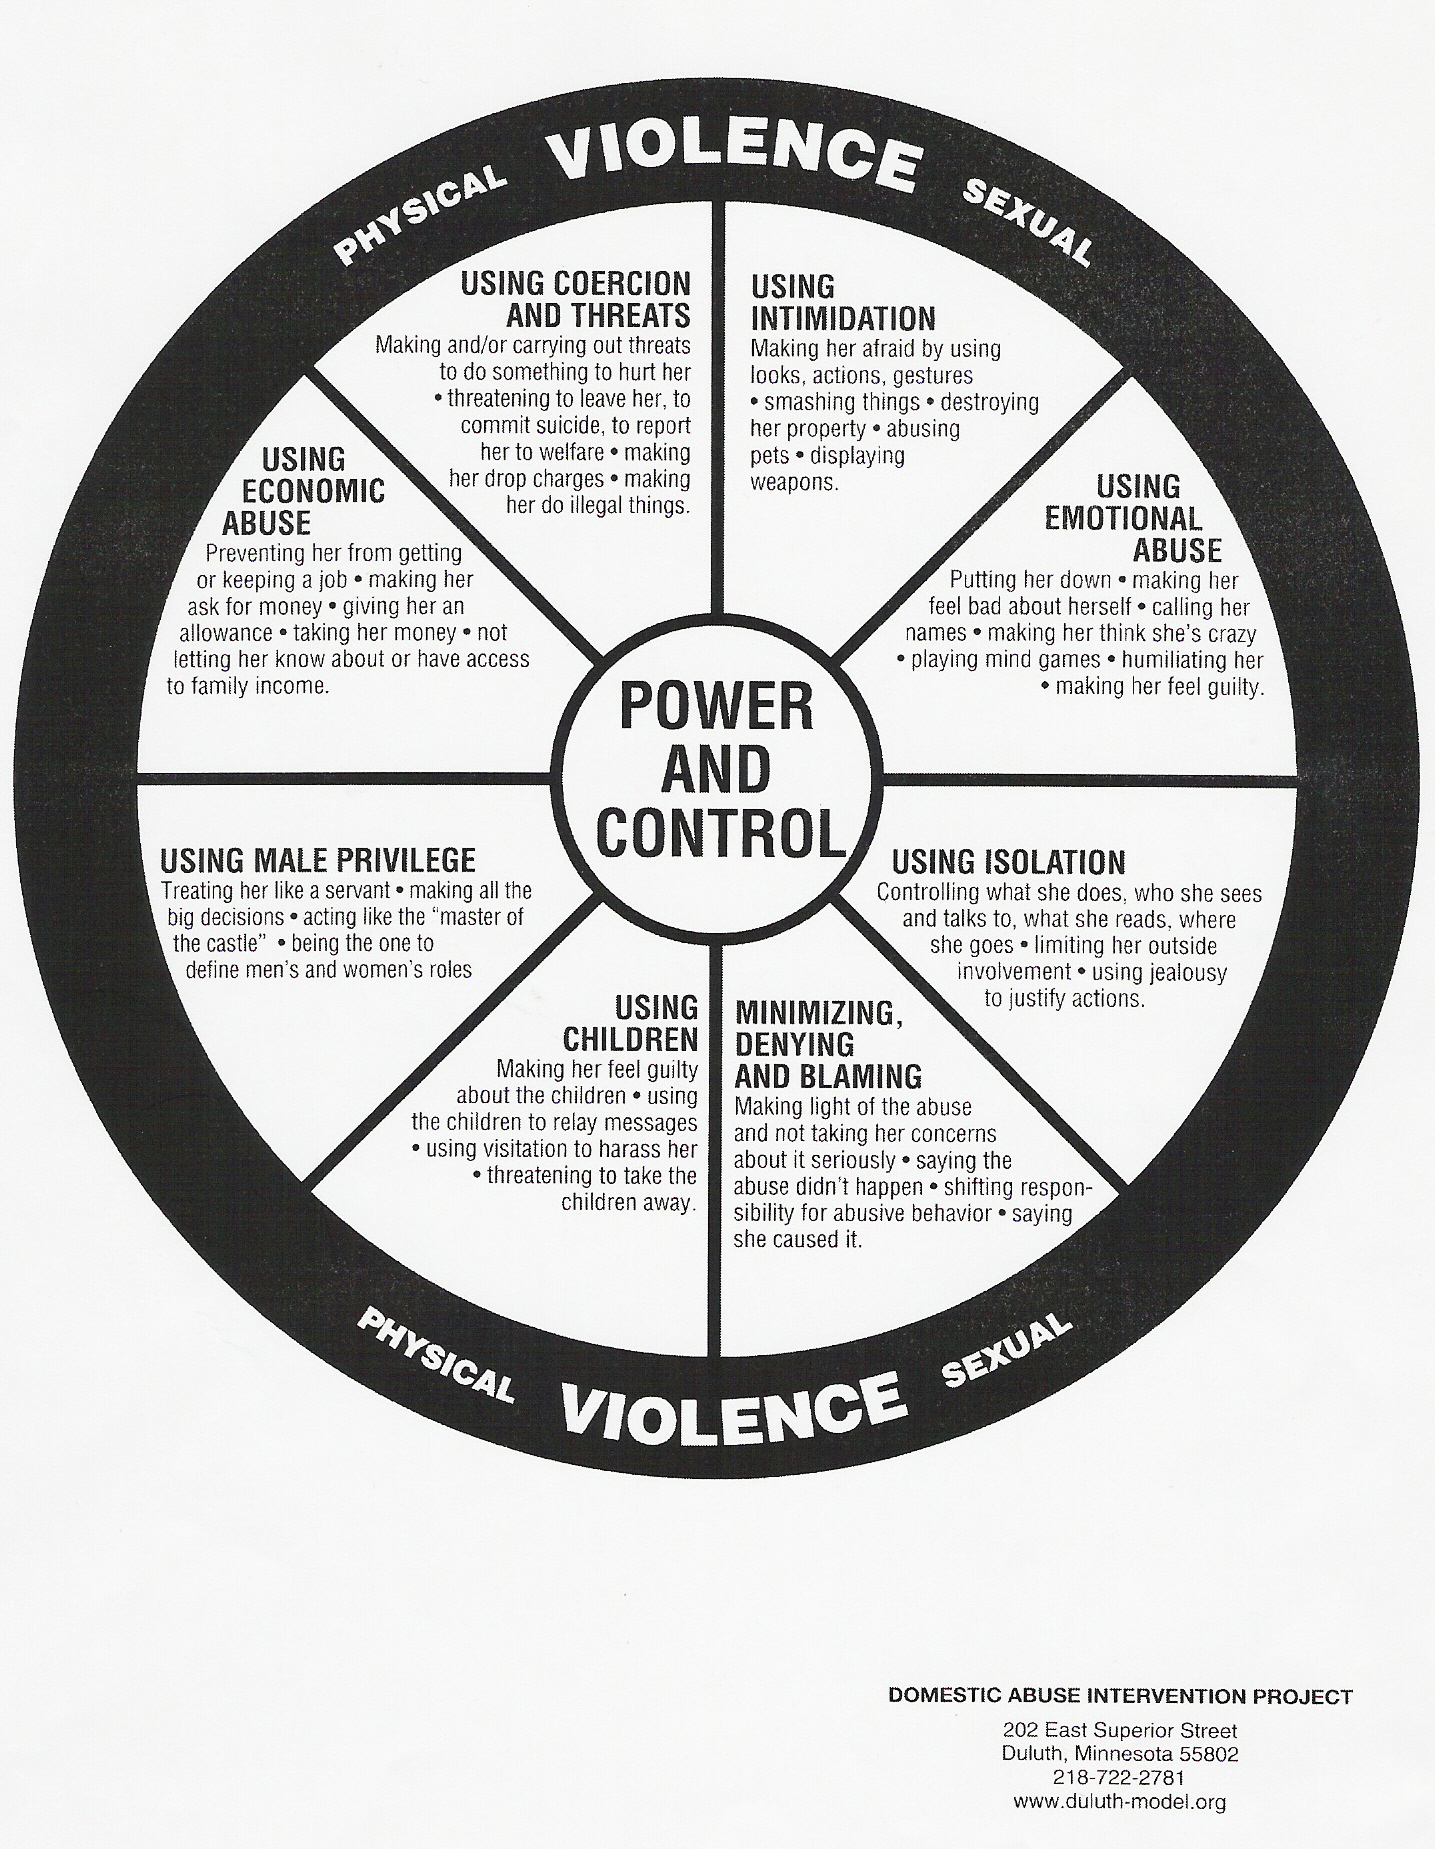 PHYSICAL VIOLENCE SEXUAL
USING COERCION
AND THREATS
Making and/or carrying out threats
to do something to hurt her
• threatening to leave her, to
commit suicide, to report
her to welfare • making
her drop charges • making
her do illegal things.
USING
INTIMIDATION
Making her afraid by using
looks, actions, gestures
• smashing things • destroying
her property • abusing
pets • displaying
weapons.
USING
ECONOMIC
ABUSE
Preventing her from getting
or keeping a job • making her
ask for money • giving her an
allowance • taking her money • not
letting her know about or have access
to family income.
USING
EMOTIONAL
ABUSE
Putting her down • making her
feel bad about herself • calling her
names • making her think she's crazy
• playing mind games • humiliating her
• making her feel guilty.
POWER
AND
CONTROL
USING MALE PRIVILEGE
Treating her like a servant • making all the
big decisions • acting like the "master of
the castle" • being the one to
define men's and women's roles
USING ISOLATION
Controlling what she does, who she sees
and talks to, what she reads, where
she goes • limiting her outside
involvement • using jealousy
to justify actions.
USING
CHILDREN
Making her feel guilty
about the children • using
the children to relay messages
• using visitation to harass her
• threatening to take the
children away.
MINIMIZING,
DENYING
AND BLAMING
Making light of the abuse
and not taking her concerns
about it seriously • saying the
abuse didn't happen • shifting respon-
sibility for abusive behavior • saying
she caused it.
PHYSICAL VIOLENCE SEXUAL
DOMESTIC ABUSE INTERVENTION PROJECT
202 East Superior Street
Duluth, Minnesota 55802
218-722-2781
www.duluth-model.org